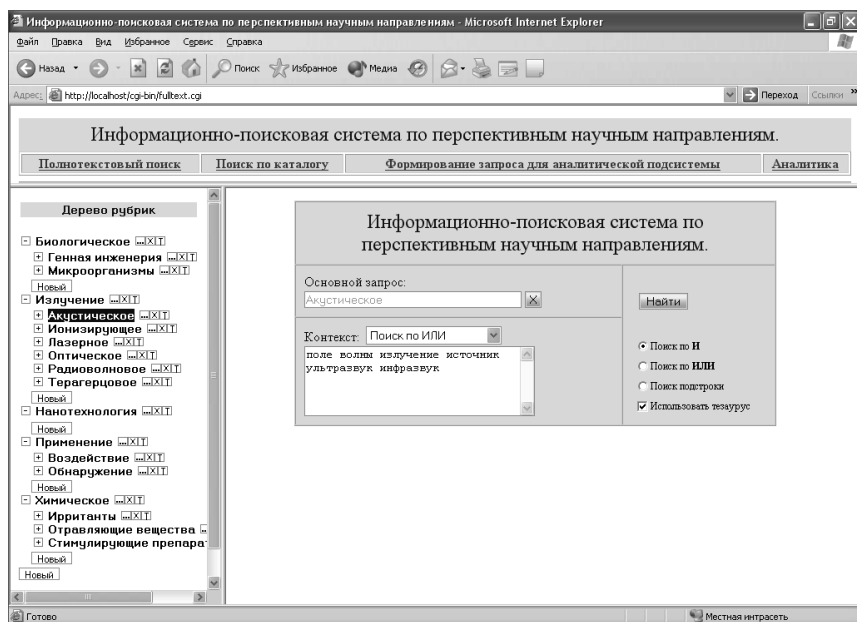 Информационно-поисковая система по перспективным научным направлениям - Microsoft Internet Explorer
Файл Правка Вид Избранное Сервис Справка
Назад Поиск Избранное Медиа
Адрес: http://localhost/cgi-bin/fulltext.cgi Переход Ссылки »
Информационно-поисковая система по перспективным научным направлениям.
Полнотекстовый поиск Поиск по каталогу Формирование запроса для аналитической подсистемы Аналитика
Дерево рубрик
Биологическое ... X T
Генная инженерия ... X T
Микроорганизмы ... X T
Новый
Излучение ... X T
Акустическое ... X T
Ионизирующее ... X T
Лазерное ... X T
Оптическое ... X T
Радиоволновое ... X T
Терагерцовое ... X T
Новый
Нанотехнология ... X T
Новый
Применение ... X T
Воздействие ... X T
Обнаружение ... X T
Новый
Химическое ... X T
Ирританты ... X T
Отравляющие вещества ...
Стимулирующие препара
Новый
Новый
Информационно-поисковая система по
перспективным научным направлениям.
Основной запрос:
Акустическое X
Контекст: Поиск по ИЛИ
поле волны излучение источник
ультразвук инфразвук
Найти
Поиск по И
Поиск по ИЛИ
Поиск подстроки
Использовать тезаурус
Готово Местная интрасеть